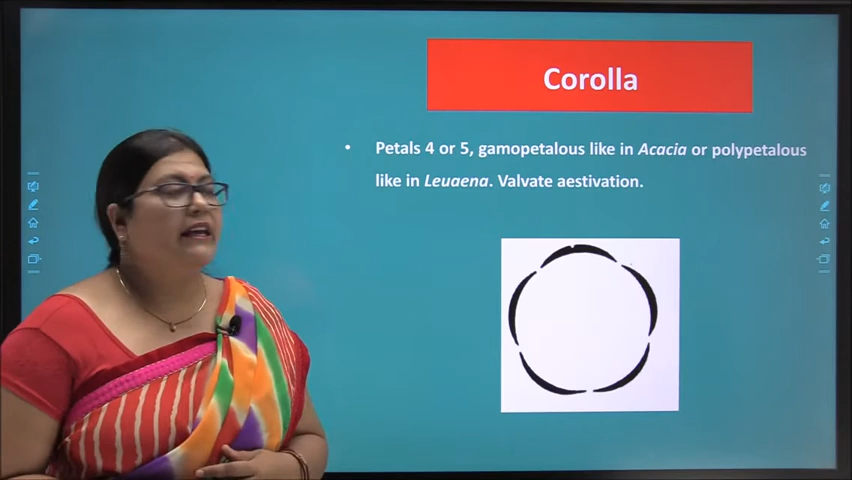 Corolla
• Petals 4 or 5, gamopetalous like in Acacia or polypetalous
like in Leuaena. Valvate aestivation.